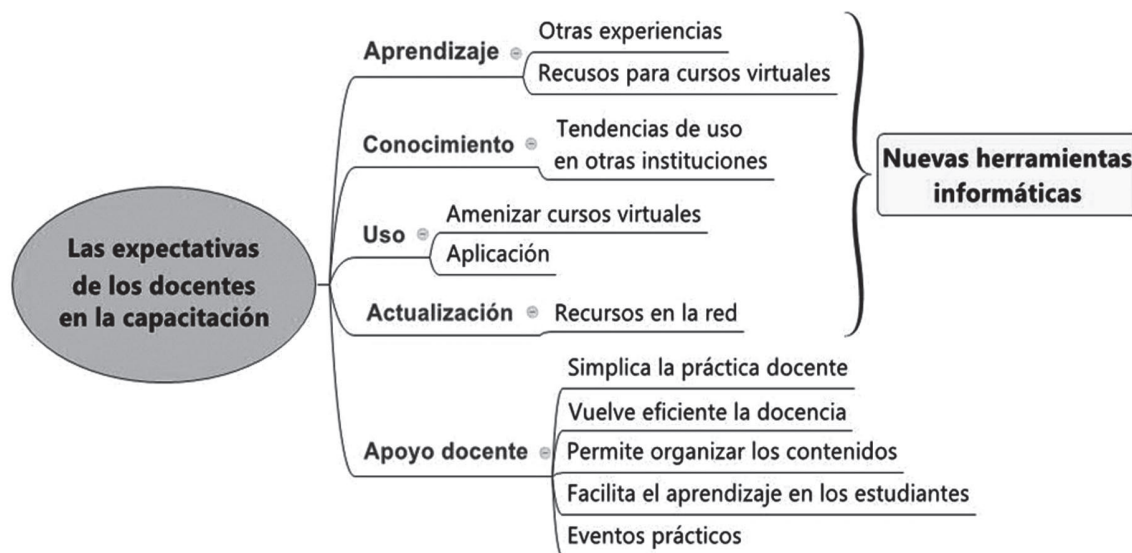 Las expectativas
de los docentes
en la capacitación
Aprendizaje
Otras experiencias
Recusos para cursos virtuales
Conocimiento
Tendencias de uso
en otras instituciones
Uso
Amenizar cursos virtuales
Aplicación
Actualización
Recursos en la red
Nuevas herramientas
informáticas
Apoyo docente
Simplica la práctica docente
Vuelve eficiente la docencia
Permite organizar los contenidos
Facilita el aprendizaje en los estudiantes
Eventos prácticos